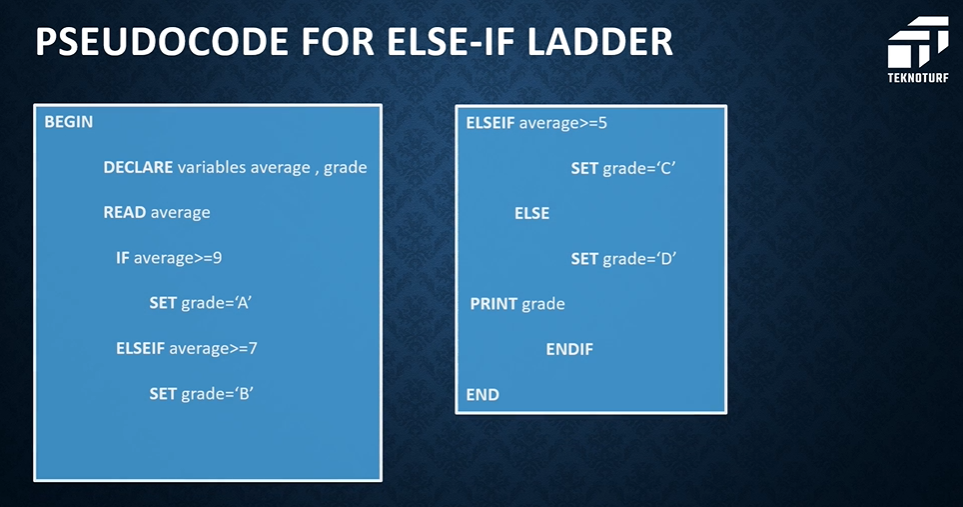 PSEUDOCODE FOR ELSE-IF LADDER
TEKNOTURF
BEGIN
DECLARE variables average , grade
READ average
IF average>=9
SET grade=‘A’
ELSEIF average>=7
SET grade=‘B’
ELSEIF average>=5
SET grade=‘C’
ELSE
SET grade=‘D’
PRINT grade
ENDIF
END